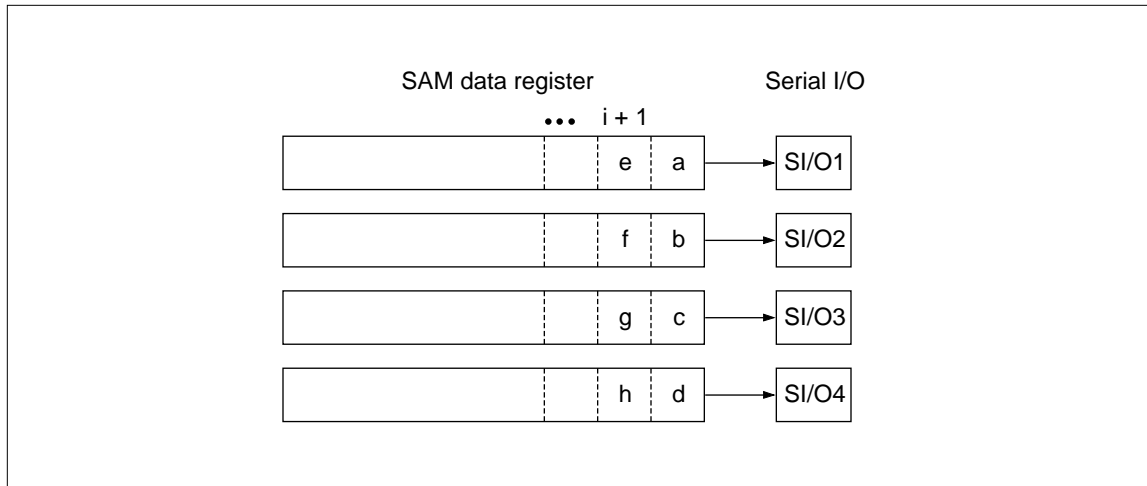 SAM data register Serial I/O
••• i + 1
e a SI/O1
f b SI/O2
g c SI/O3
h d SI/O4